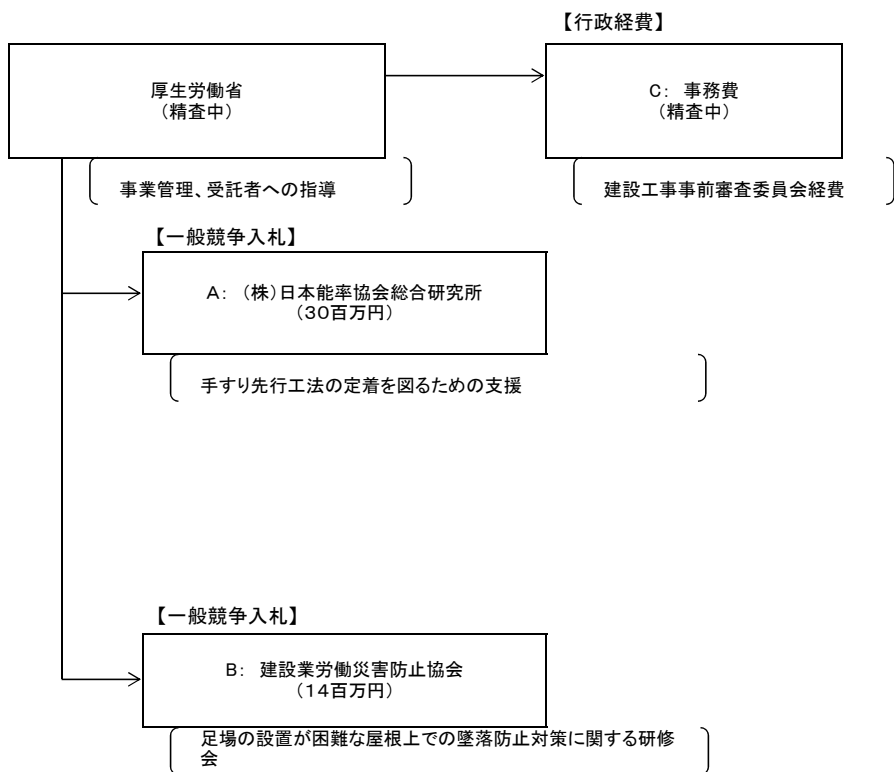 【行政経費】
厚生労働省
（精査中）
C： 事務費
（精査中）
事業管理、受託者への指導
建設工事事前審査委員会経費
【一般競争入札】
A： （株）日本能率協会総合研究所
（30百万円）
手すり先行工法の定着を図るための支援
【一般競争入札】
B： 建設業労働災害防止協会
（14百万円）
足場の設置が困難な屋根上での墜落防止対策に関する研修
会